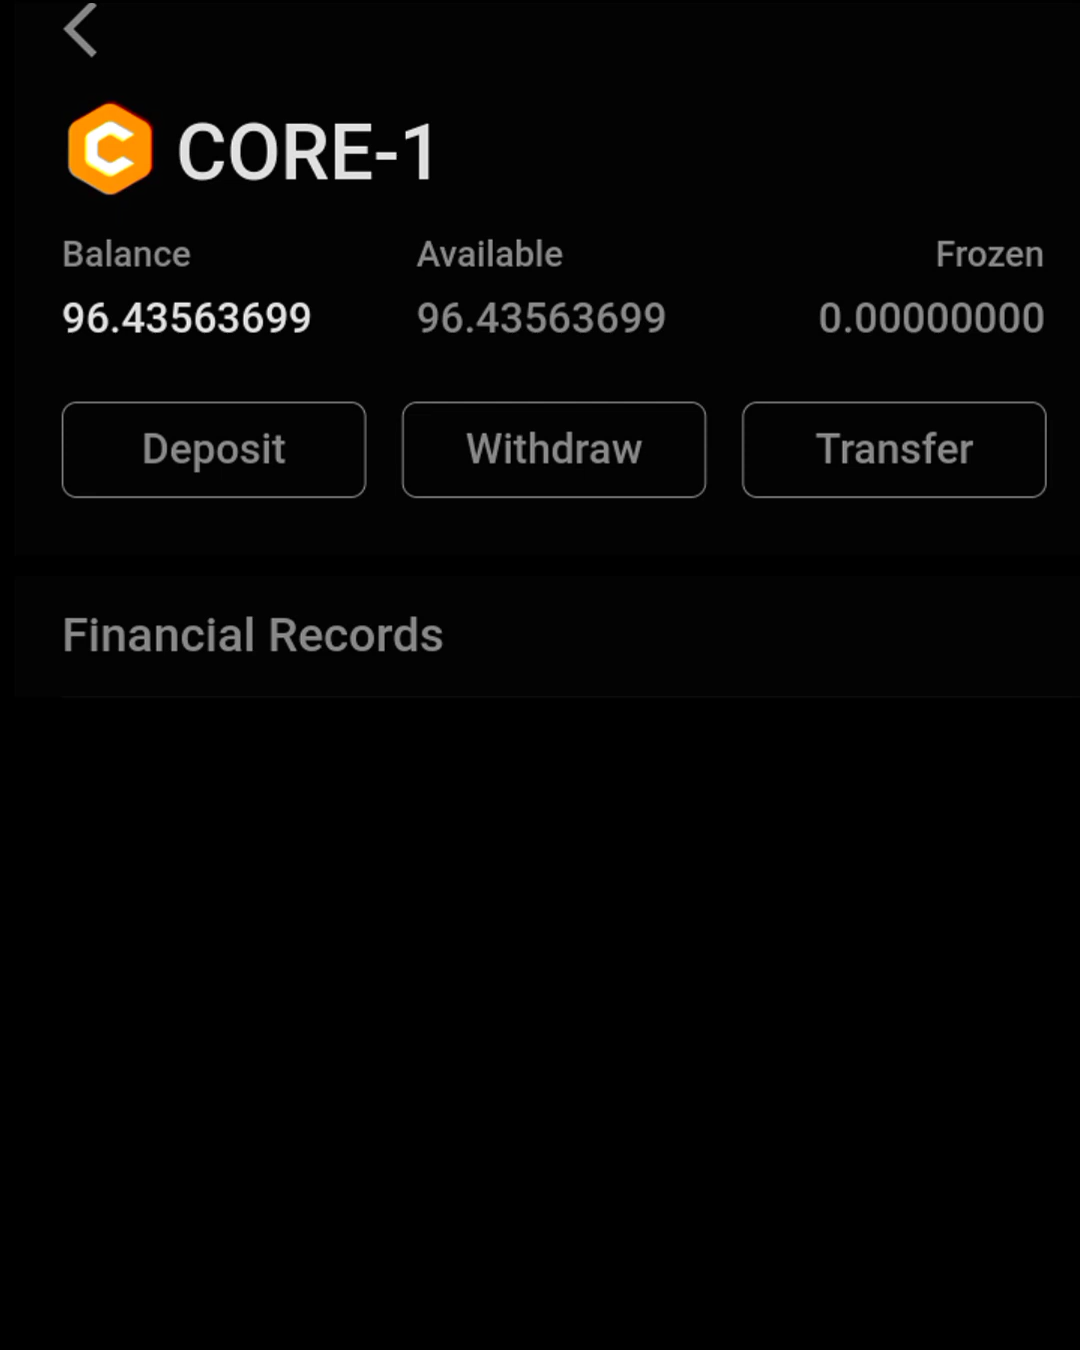 CORE-1
Balance Available Frozen
96.43563699 96.43563699 0.00000000
Deposit Withdraw Transfer
Financial Records